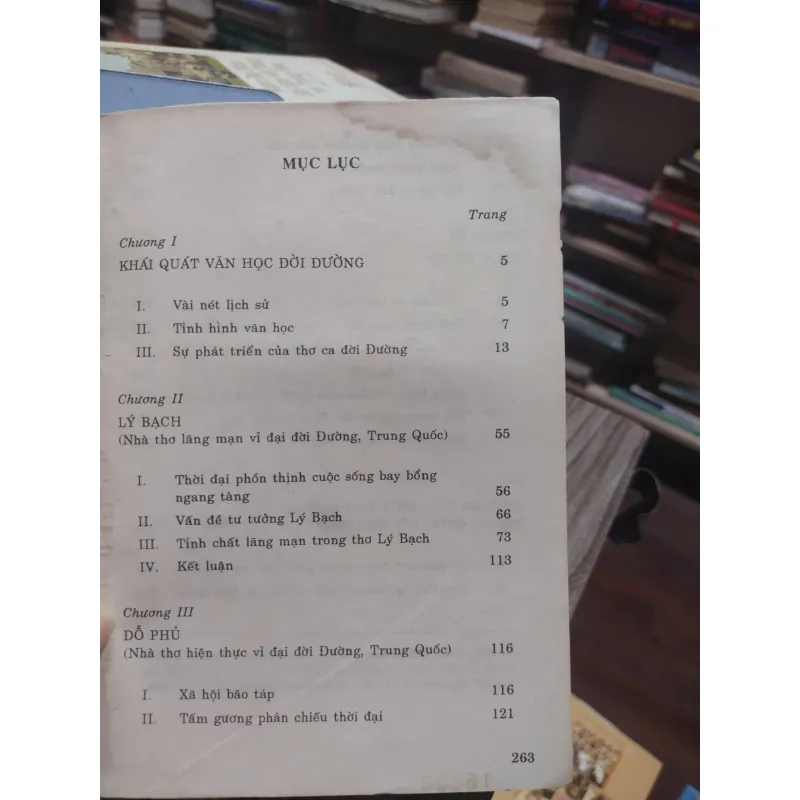 MỤC LỤC
Trang
Chương I
KHÁI QUÁT VĂN HỌC ĐỜI ĐƯỜNG 5
I. Vài nét lịch sử 5
II. Tình hình văn học 7
III. Sự phát triển của thơ ca đời Đường 13
Chương II
LÝ BẠCH
(Nhà thơ lãng mạn vĩ đại đời Đường, Trung Quốc) 55
I. Thời đại phồn thịnh cuộc sống bay bổng
ngang tàng 56
II. Vấn đề tư tưởng Lý Bạch 66
III. Tính chất lãng mạn trong thơ Lý Bạch 73
IV. Kết luận 113
Chương III
DỖ PHỦ
(Nhà thơ hiện thực vĩ đại đời Đường, Trung Quốc) 116
I. Xã hội bão táp 116
II. Tấm gương phản chiếu thời đại 121
263